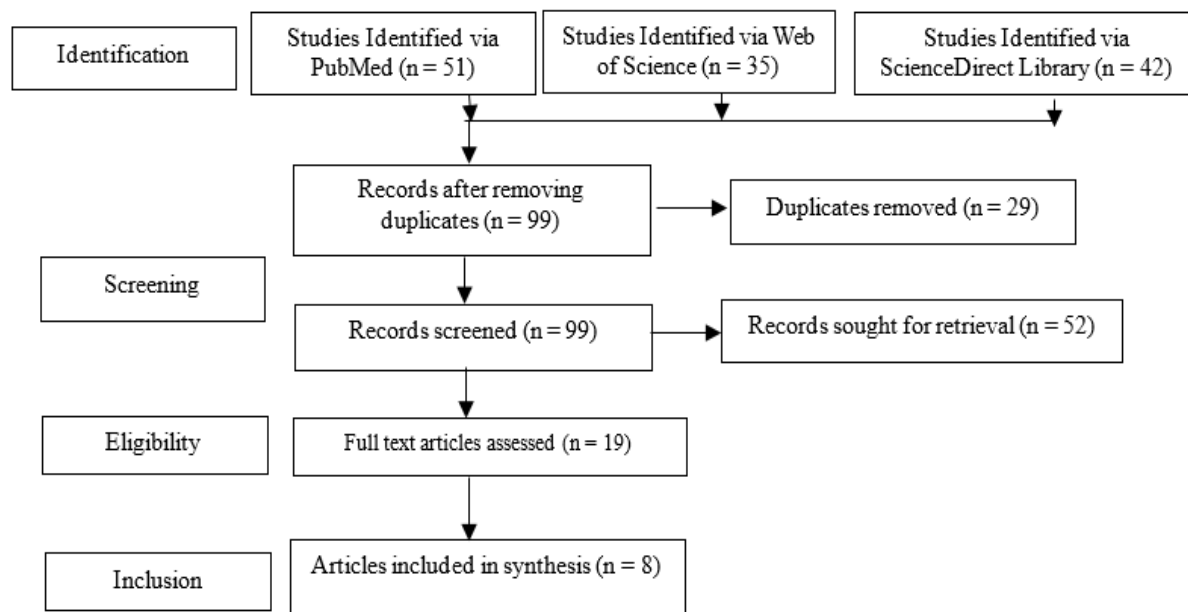 Identification
Studies Identified via
PubMed (n = 51)
Studies Identified via Web
of Science (n = 35)
Studies Identified via
ScienceDirect Library (n = 42)
Records after removing
duplicates (n = 99)
Duplicates removed (n = 29)
Screening
Records screened (n = 99)
Records sought for retrieval (n = 52)
Eligibility
Full text articles assessed (n = 19)
Inclusion
Articles included in synthesis (n = 8)